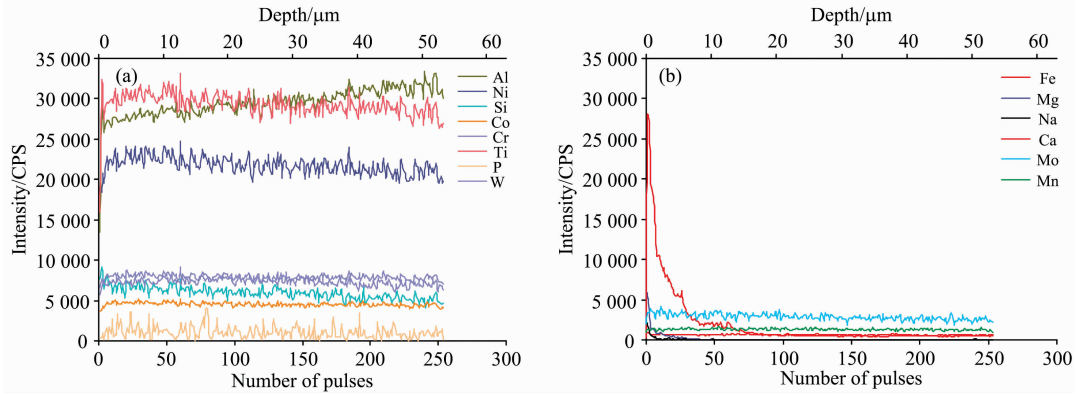 Depth/μm
0 10 20 30 40 50 60
35 000
30 000
25 000
20 000
15 000
10 000
5 000
0
Intensity/CPS
(a)
Al
Ni
Si
Co
Cr
Ti
P
W
0 50 100 150 200 250 300
Number of pulses
Depth/μm
0 10 20 30 40 50 60
35 000
30 000
25 000
20 000
15 000
10 000
5 000
0
Intensity/CPS
(b)
Fe
Mg
Na
Ca
Mo
Mn
0 50 100 150 200 250 300
Number of pulses